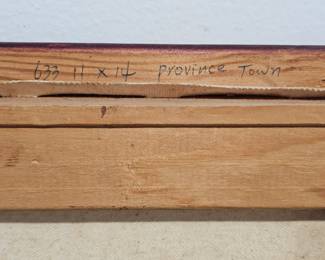 633 11 x 14 province Town